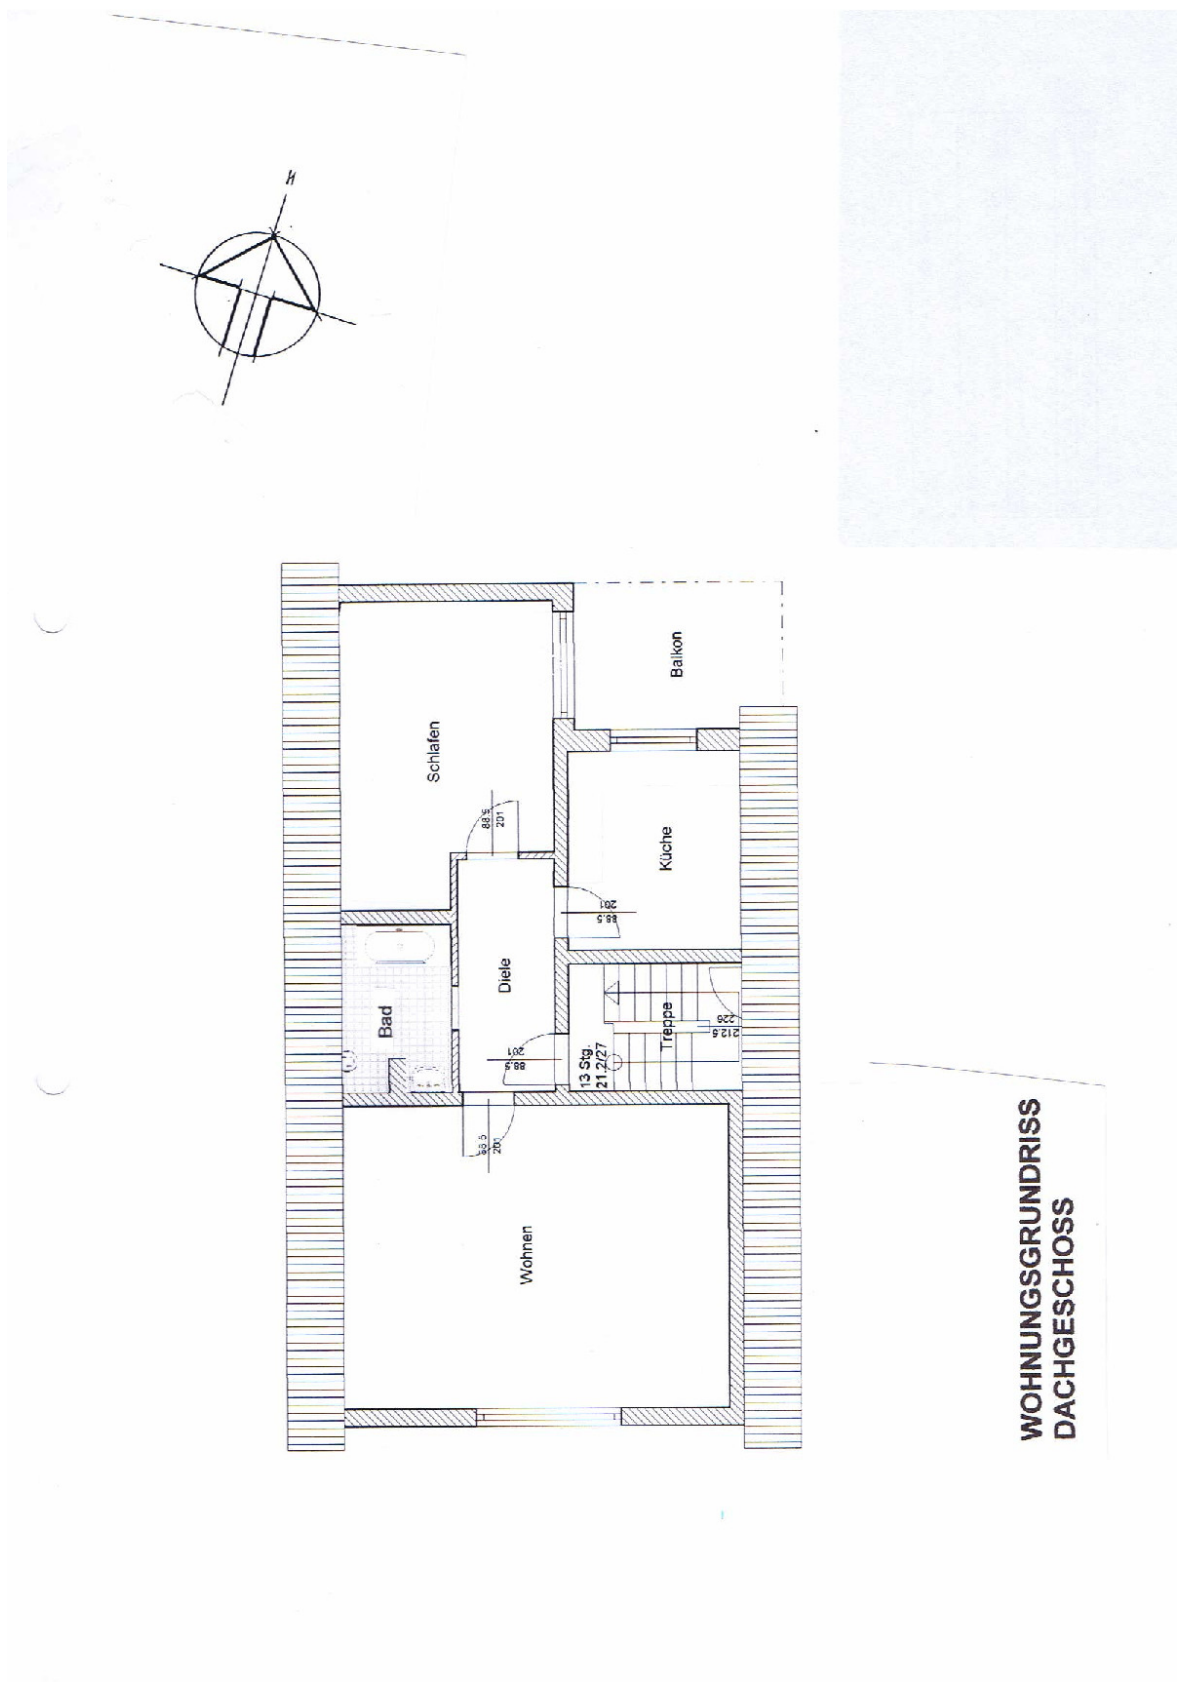 N
Schlafen
Balkon
88.5
201
Küche
88.5
201
Bad
Diele
Treppe
226
212.5
88.5
201
13 Stg.
21.2/27
88.5
201
Wohnen
WOHNUNGSGRUNDRISS
DACHGESCHOSS